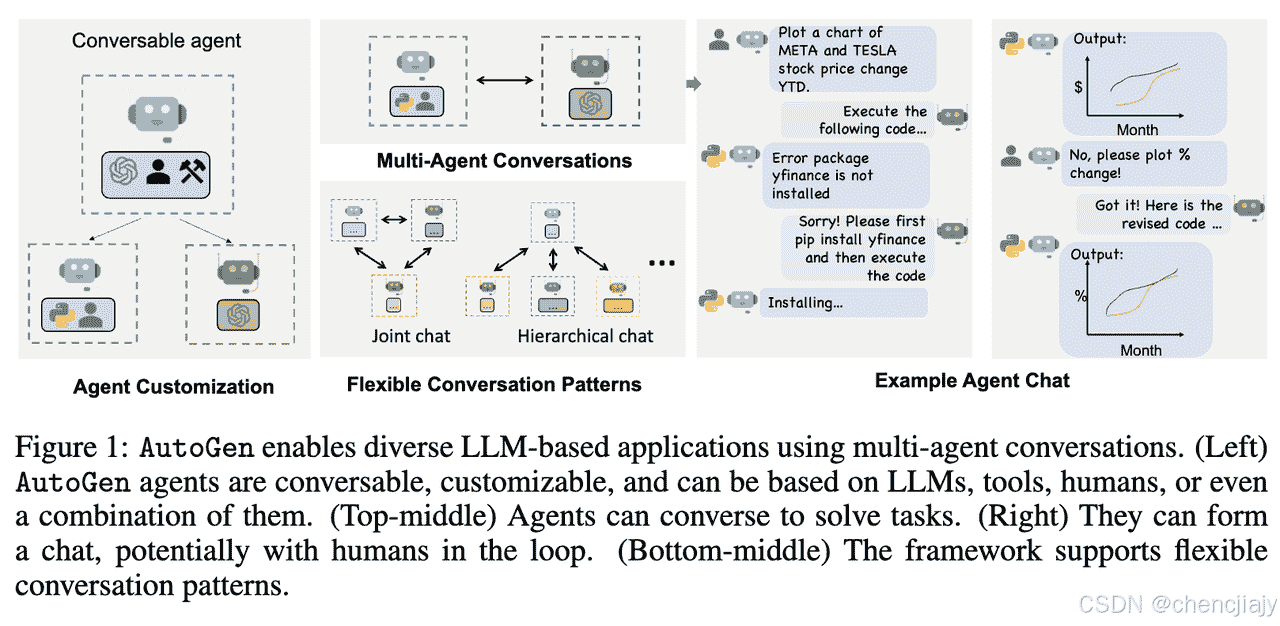 Conversable agent
Agent Customization
Multi-Agent Conversations
Joint chat
Hierarchical chat
Flexible Conversation Patterns
Plot a chart of
META and TESLA
stock price change
YTD.
Execute the
following code…
Error package
yfinance is not
installed
Sorry! Please first
pip install yfinance
and then execute
the code
Installing…
Output:
$
Month
No, please plot %
change!
Got it! Here is the
revised code …
Output:
%
Month
Example Agent Chat
Figure 1: AutoGen enables diverse LLM-based applications using multi-agent conversations. (Left)
AutoGen agents are conversable, customizable, and can be based on LLMs, tools, humans, or even
a combination of them. (Top-middle) Agents can converse to solve tasks. (Right) They can form
a chat, potentially with humans in the loop. (Bottom-middle) The framework supports flexible
conversation patterns.
CSDN @chencjiajy